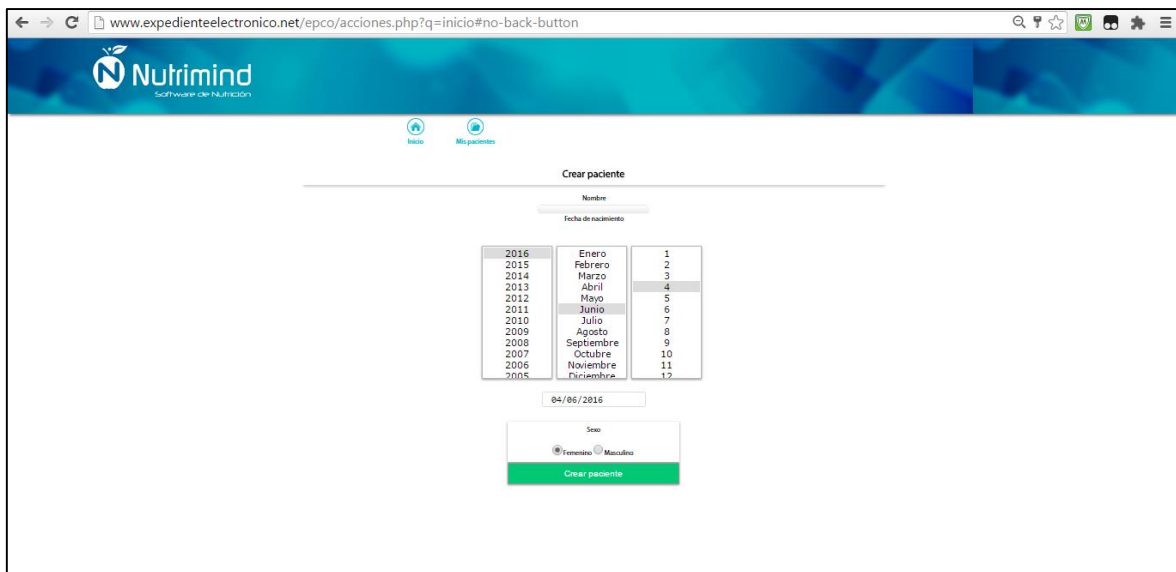 www.expedienteelectronico.net/epco/acciones.php?q=inicio#no-back-button
N Nutrimind
Software de Nutrición
Inicio Mis pacientes
Crear paciente
Nombre
Fecha de nacimiento
2016 Enero 1
2015 Febrero 2
2014 Marzo 3
2013 Abril 4
2012 Mayo 5
2011 Junio 6
2010 Julio 7
2009 Agosto 8
2008 Septiembre 9
2007 Octubre 10
2006 Noviembre 11
2005 Diciembre 12
04/06/2016
Sexo
Femenino Masculino
Crear paciente